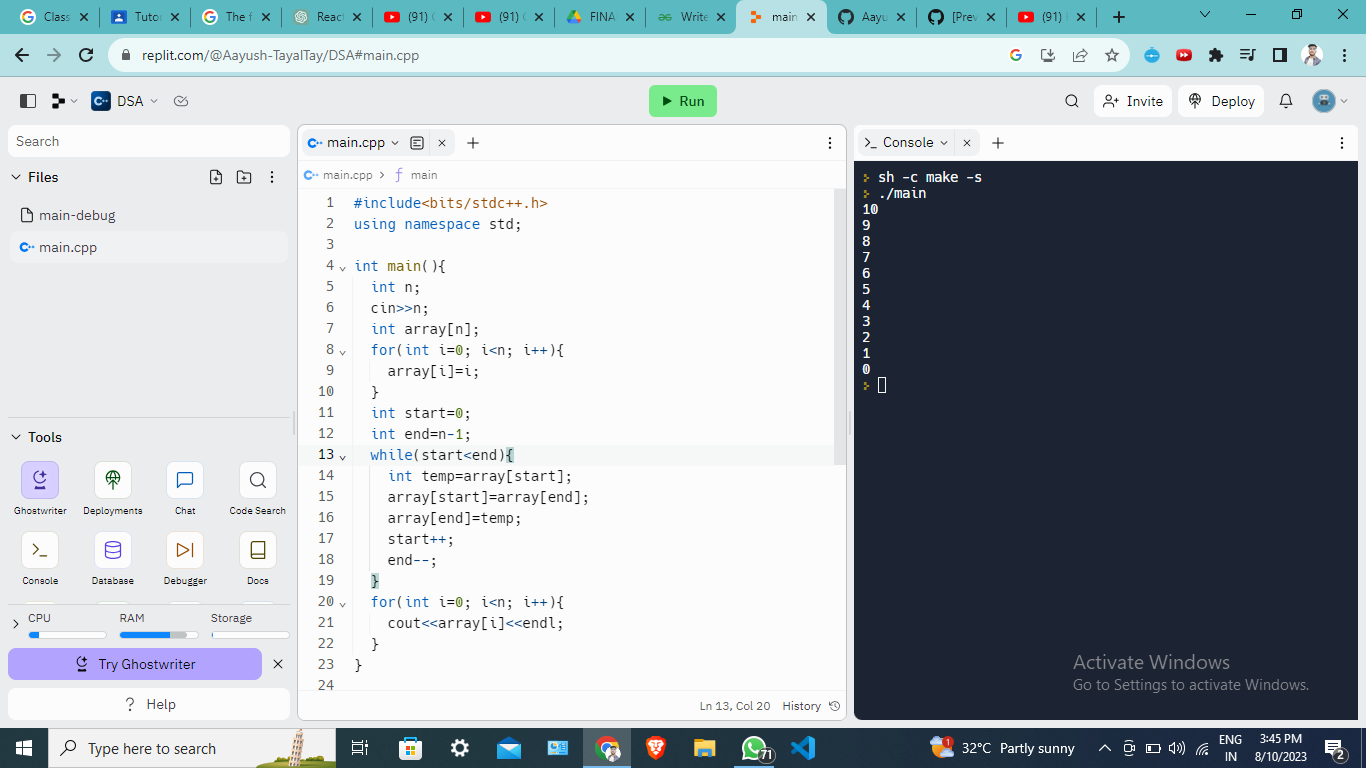 Class
Tutor
The f
React
(91) (
(91) (
FINA
Write
main
Aayu
[Prev
(91)
replit.com/@Aayush-TayalTay/DSA#main.cpp
DSA
Run
Invite
Deploy
Search
Files
main-debug
main.cpp
Tools
Ghostwriter
Deployments
Chat
Code Search
Console
Database
Debugger
Docs
CPU
RAM
Storage
Try Ghostwriter
Help
main.cpp
main.cpp > main
1 #include<bits/stdc++.h>
2 using namespace std;
3
4 int main(){
5 int n;
6 cin>>n;
7 int array[n];
8 for(int i=0; i<n; i++){
9 array[i]=i;
10 }
11 int start=0;
12 int end=n-1;
13 while(start<end){
14 int temp=array[start];
15 array[start]=array[end];
16 array[end]=temp;
17 start++;
18 end--;
19 }
20 for(int i=0; i<n; i++){
21 cout<<array[i]<<endl;
22 }
23 }
24
Ln 13, Col 20 History
Console
sh -c make -s
./main
10
9
8
7
6
5
4
3
2
1
0
Activate Windows
Go to Settings to activate Windows.
Type here to search
71
1
32°C Partly sunny
ENG
IN
3:45 PM
8/10/2023
2